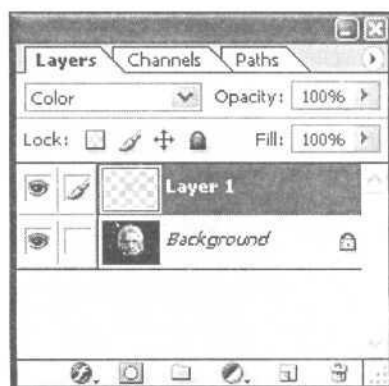 Layers Channels Paths
Color Opacity: 100%
Lock: Fill: 100%
Layer 1
Background